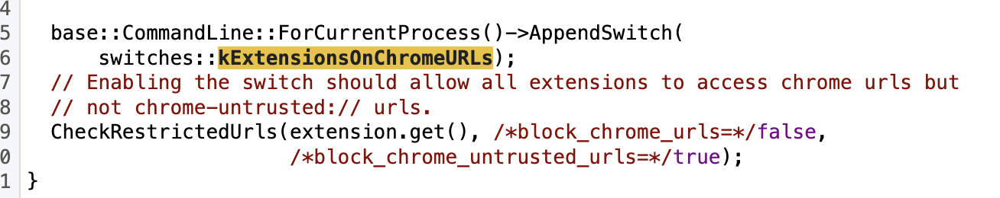 4
5 base::CommandLine::ForCurrentProcess()->AppendSwitch(
6 switches::kExtensionsOnChromeURLs);
7 // Enabling the switch should allow all extensions to access chrome urls but
8 // not chrome-untrusted:// urls.
9 CheckRestrictedUrls(extension.get(), /*block_chrome_urls=*/false,
0 /*block_chrome_untrusted_urls=*/true);
1 }